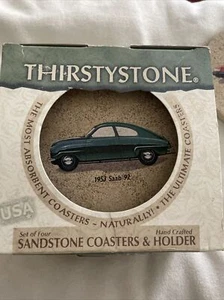 THIRSTYSTONE®
THE MOST ABSORBENT COASTERS – NATURALLY! • THE ULTIMATE COASTERS •
1952 Saab 92
USA
Set of Four
Hand Crafted
SANDSTONE COASTERS & HOLDER